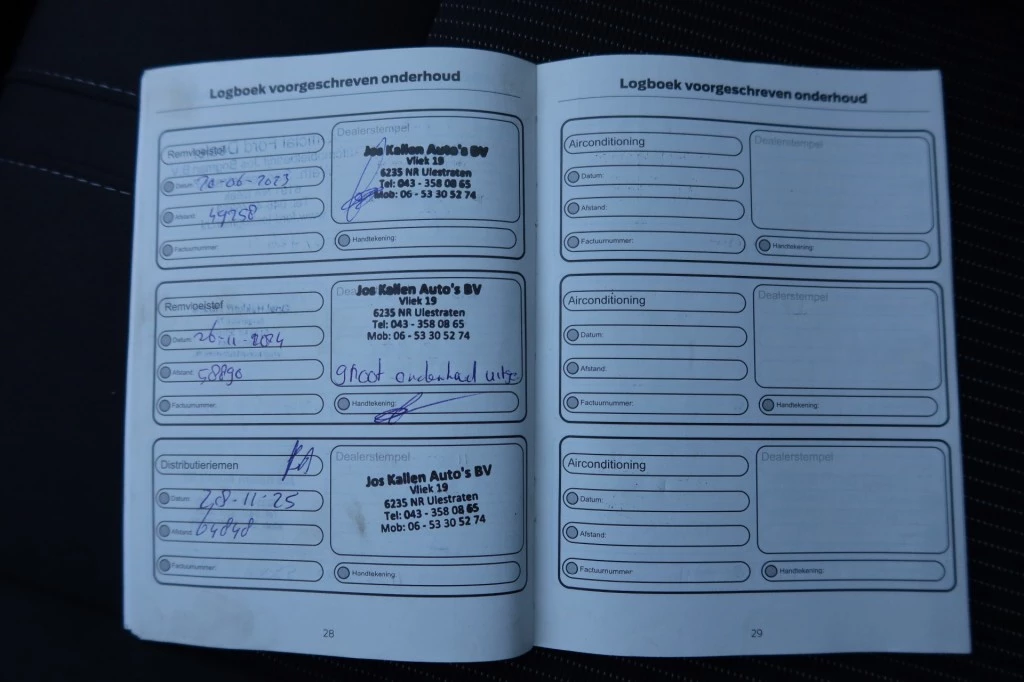 Logboek voorgeschreven onderhoud
Remvloeistof
Datum: 20-06-2023
Afstand: 49258
Factuurnummer:
Dealerstempel
Jos Kallen Auto's BV
Vliek 19
6235 NR Ulestraten
Tel: 043 - 358 08 65
Mob: 06 - 53 30 52 74
Handtekening:
Remvloeistof
Datum: 26-11-2024
Afstand: 58890
Factuurnummer:
Jos Kallen Auto's BV
Vliek 19
6235 NR Ulestraten
Tel: 043 - 358 08 65
Mob: 06 - 53 30 52 74
groot onderhoud
Handtekening:
Distributieriemen
Datum: 28-11-25
Afstand: 64848
Factuurnummer:
Dealerstempel
Jos Kallen Auto's BV
Vliek 19
6235 NR Ulestraten
Tel: 043 - 358 08 65
Mob: 06 - 53 30 52 74
Handtekening:
28
Logboek voorgeschreven onderhoud
Airconditioning
Datum:
Afstand:
Factuurnummer:
Dealerstempel
Handtekening:
Airconditioning
Datum:
Afstand:
Factuurnummer:
Dealerstempel
Handtekening:
Airconditioning
Datum:
Afstand:
Factuurnummer:
Dealerstempel
Handtekening:
29